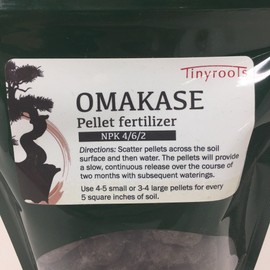 Tinyroots
OMAKASE
Pellet fertilizer
NPK 4/6/2
Directions: Scatter pellets across the soil
surface and then water. The pellets will provide
a slow, continuous release over the course of
two months with subsequent waterings.
Use 4-5 small or 3-4 large pellets for every
5 square inches of soil.